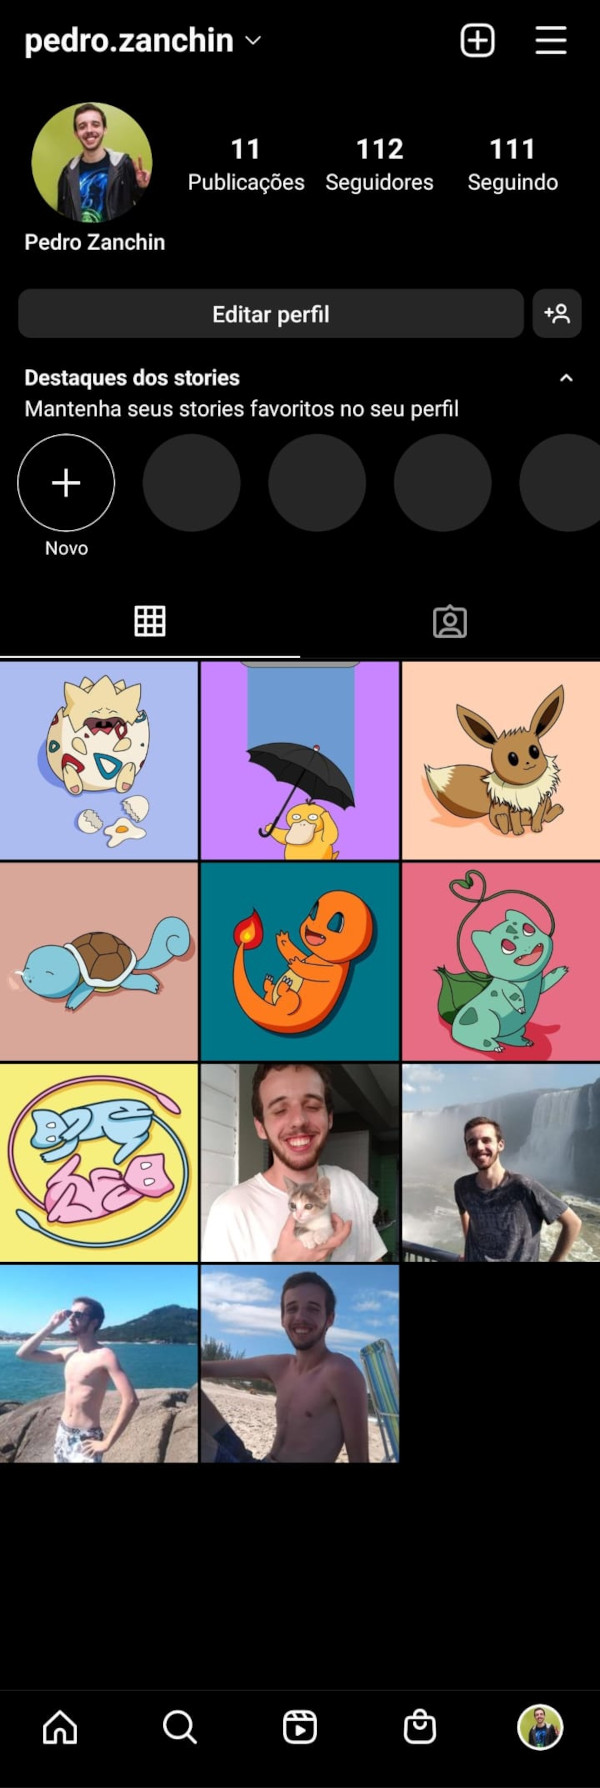 pedro.zanchin
11 112 111
Publicações Seguidores Seguindo
Pedro Zanchin
Editar perfil
Destaques dos stories
Mantenha seus stories favoritos no seu perfil
Novo